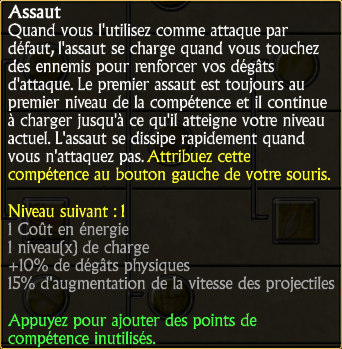 Assaut
Quand vous l'utilisez comme attaque par
défaut, l'assaut se charge quand vous touchez
des ennemis pour renforcer vos dégâts
d'attaque. Le premier assaut est toujours au
premier niveau de la compétence et il continue
à charger jusqu'à ce qu'il atteigne votre niveau
actuel. L'assaut se dissipe rapidement quand
vous n'attaquez pas. Attribuez cette
compétence au bouton gauche de votre souris.
Niveau suivant : 1
1 Coût en énergie
1 niveau(x) de charge
+10% de dégâts physiques
15% d'augmentation de la vitesse des projectiles
Appuyez pour ajouter des points de
compétence inutilisés.